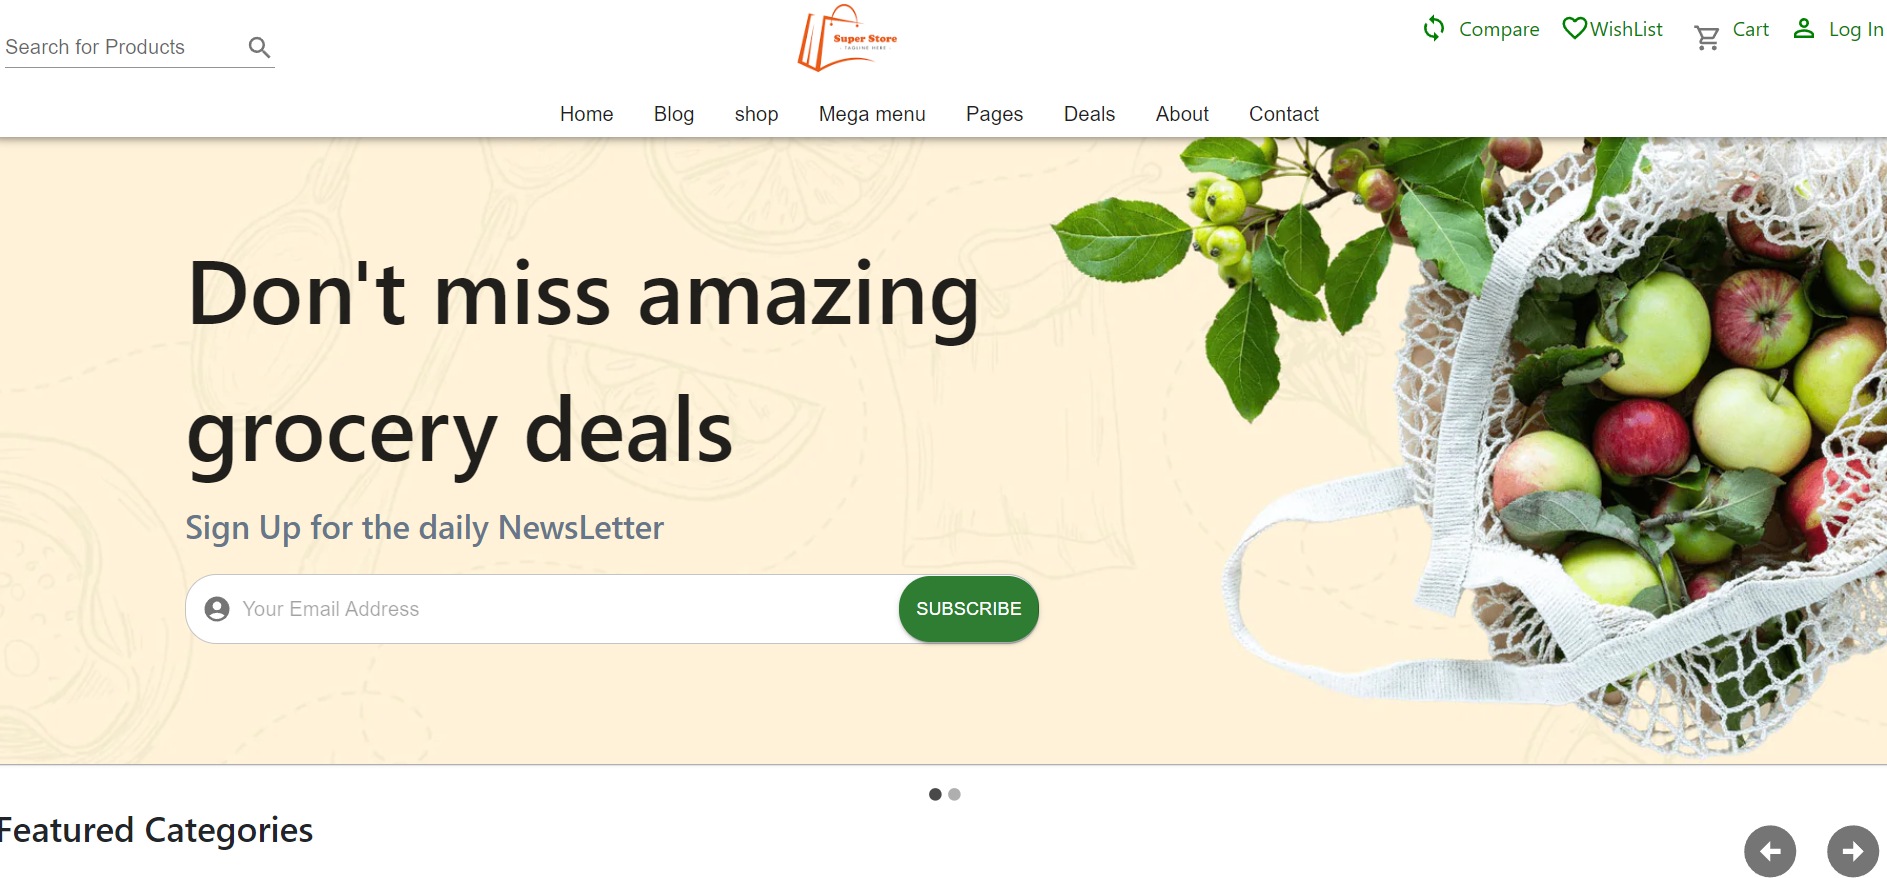 Search for Products
Super Store
- TAGLINE HERE -
Compare
WishList
Cart
Log In
Home
Blog
shop
Mega menu
Pages
Deals
About
Contact
Don't miss amazing
grocery deals
Sign Up for the daily NewsLetter
Your Email Address
SUBSCRIBE
Featured Categories